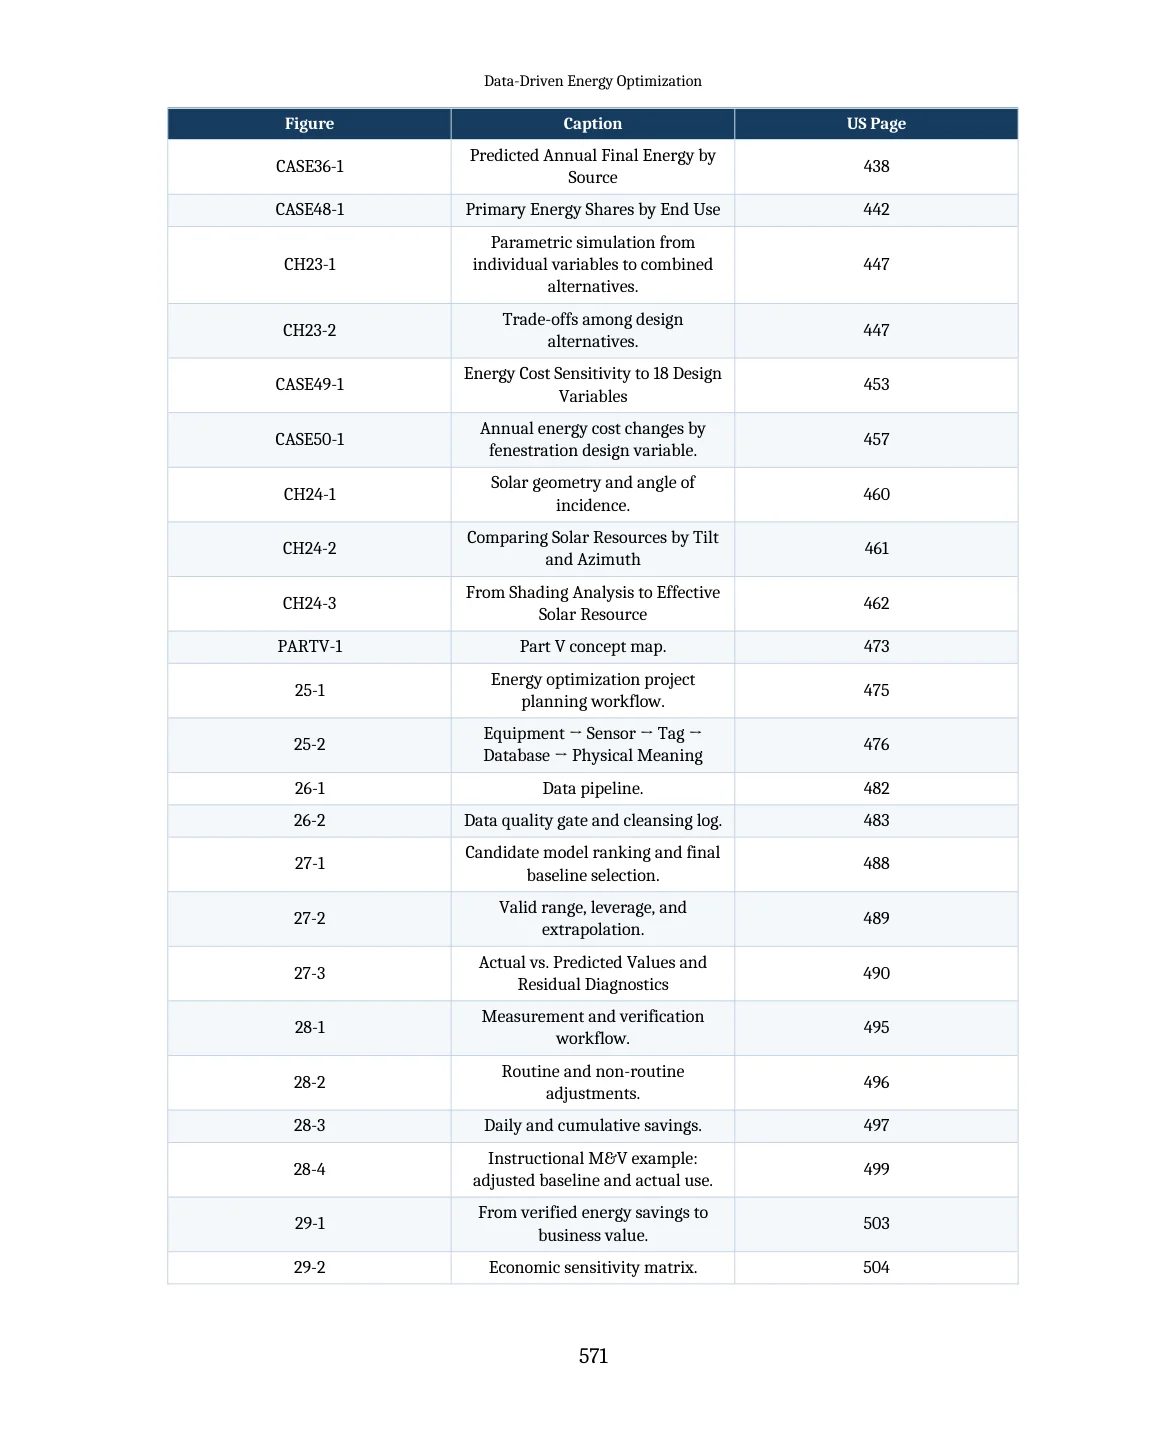 Data-Driven Energy Optimization
Figure Caption US Page
CASE36-1 Predicted Annual Final Energy by Source 438
CASE48-1 Primary Energy Shares by End Use 442
CH23-1 Parametric simulation from individual variables to combined alternatives. 447
CH23-2 Trade-offs among design alternatives. 447
CASE49-1 Energy Cost Sensitivity to 18 Design Variables 453
CASE50-1 Annual energy cost changes by fenestration design variable. 457
CH24-1 Solar geometry and angle of incidence. 460
CH24-2 Comparing Solar Resources by Tilt and Azimuth 461
CH24-3 From Shading Analysis to Effective Solar Resource 462
PARTV-1 Part V concept map. 473
25-1 Energy optimization project planning workflow. 475
25-2 Equipment → Sensor → Tag → Database → Physical Meaning 476
26-1 Data pipeline. 482
26-2 Data quality gate and cleansing log. 483
27-1 Candidate model ranking and final baseline selection. 488
27-2 Valid range, leverage, and extrapolation. 489
27-3 Actual vs. Predicted Values and Residual Diagnostics 490
28-1 Measurement and verification workflow. 495
28-2 Routine and non-routine adjustments. 496
28-3 Daily and cumulative savings. 497
28-4 Instructional M&V example: adjusted baseline and actual use. 499
29-1 From verified energy savings to business value. 503
29-2 Economic sensitivity matrix. 504
571